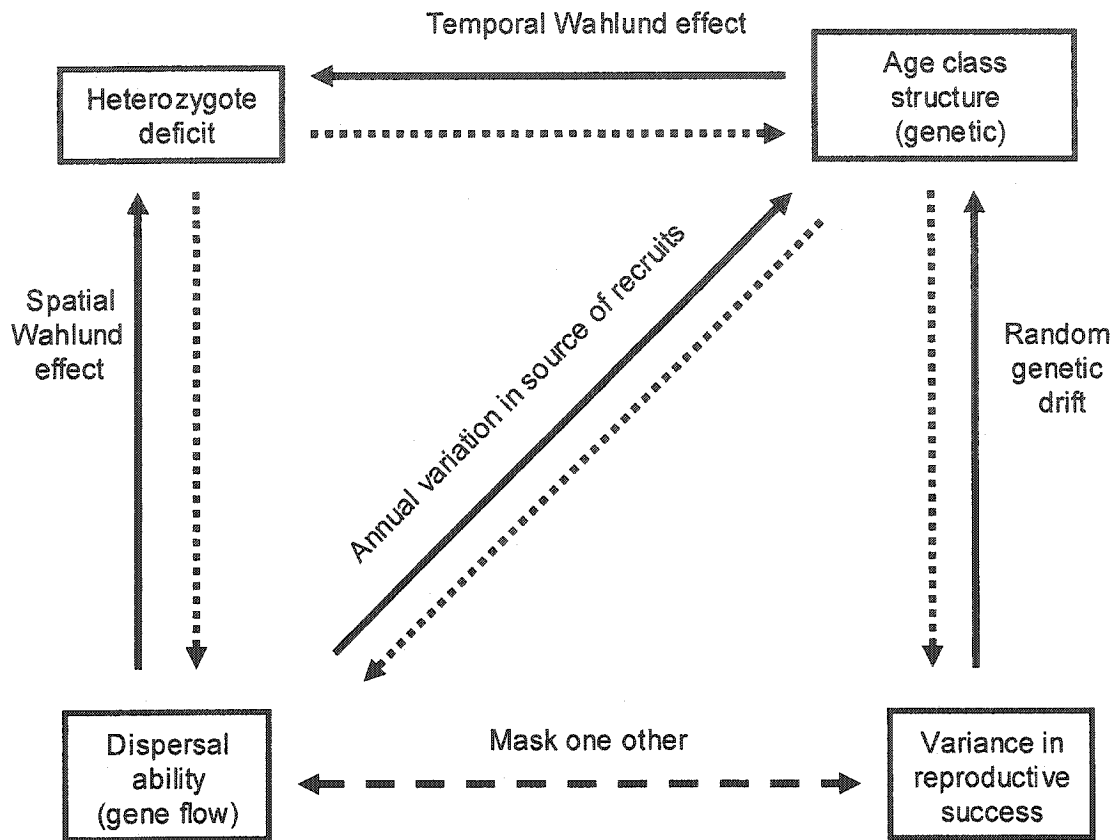 Temporal Wahlund effect
Heterozygote
deficit
Age class
structure
(genetic)
Spatial
Wahlund
effect
Annual variation in source of recruits
Random
genetic
drift
Dispersal
ability
(gene flow)
Mask one other
Variance in
reproductive
success